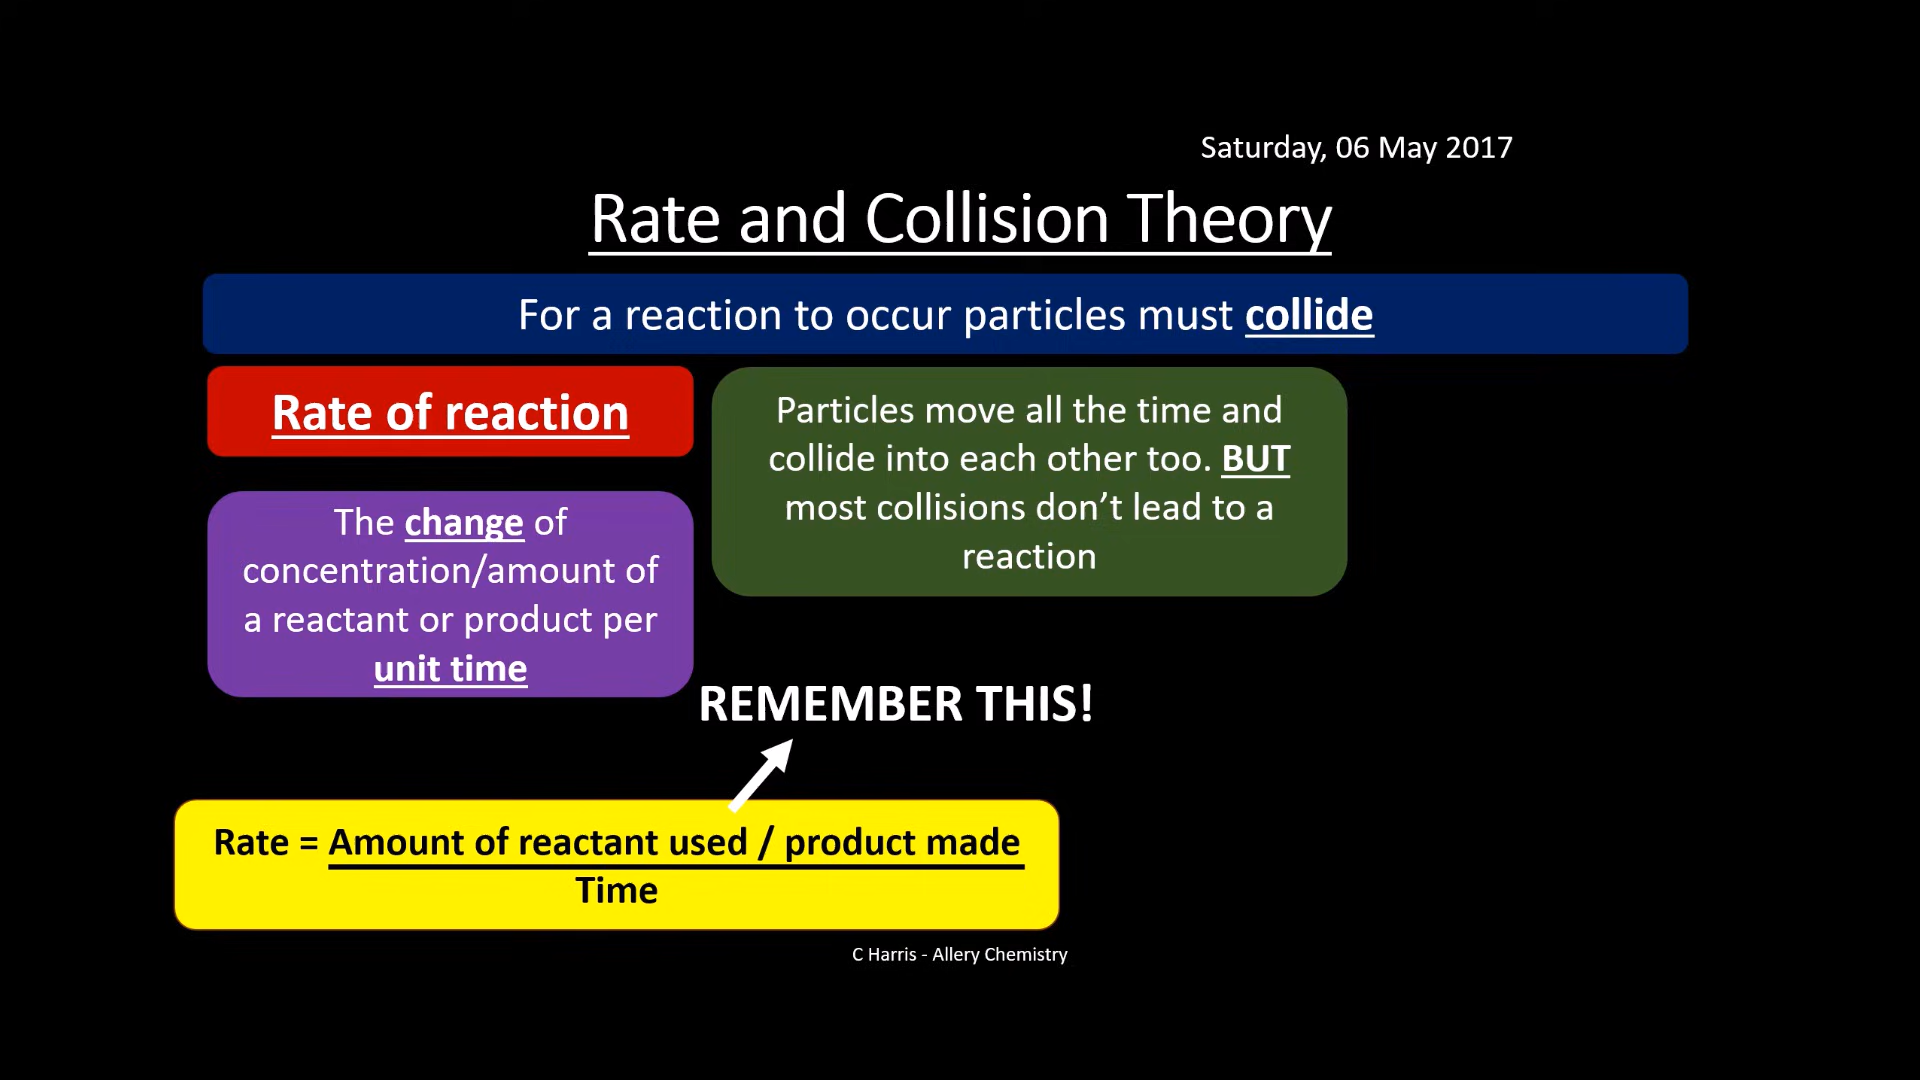 Saturday, 06 May 2017
Rate and Collision Theory
For a reaction to occur particles must collide
Rate of reaction
The change of
concentration/amount of
a reactant or product per
unit time
Particles move all the time and
collide into each other too. BUT
most collisions don’t lead to a
reaction
REMEMBER THIS!
Rate = Amount of reactant used / product made
Time
C Harris - Allery Chemistry